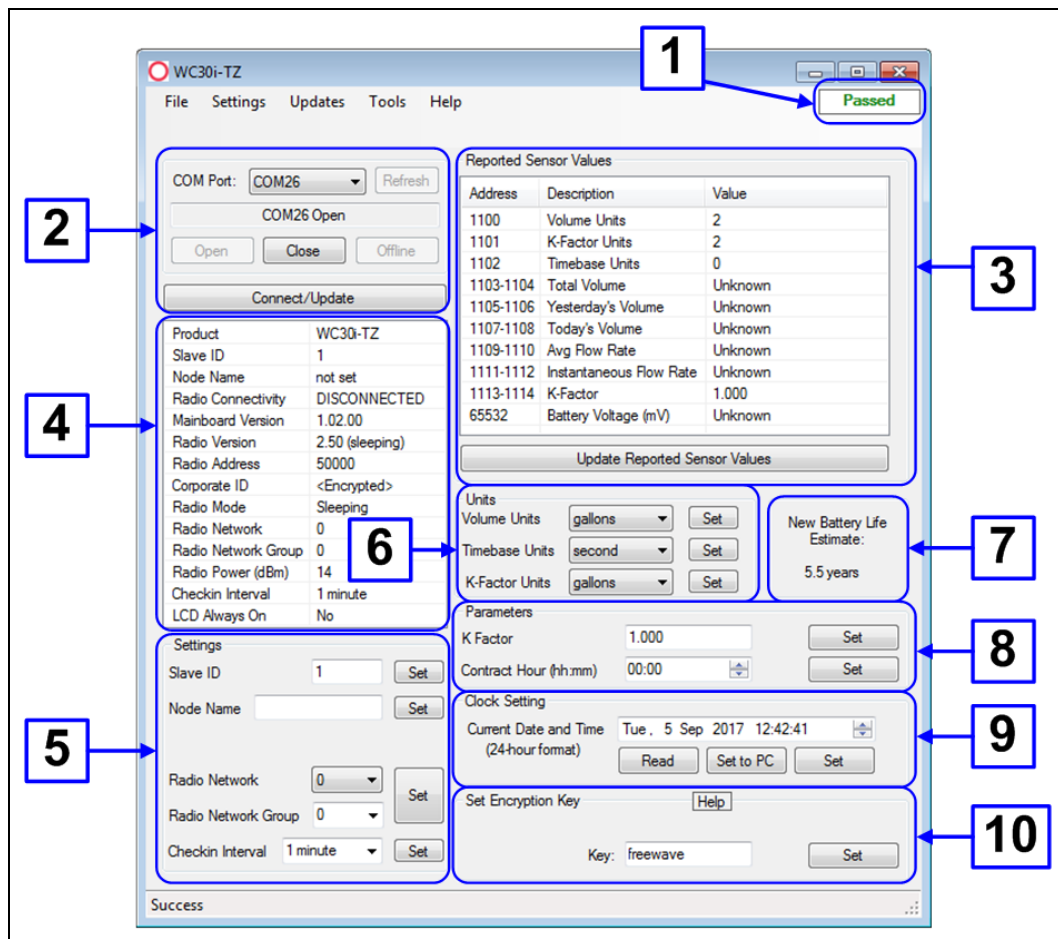 1
WC30i-TZ
File Settings Updates Tools Help
Passed
2
COM Port: COM26 Refresh
COM26 Open
Open Close Offline
Connect/Update
3
Reported Sensor Values
Address Description Value
1100 Volume Units 2
1101 K-Factor Units 2
1102 Timebase Units 0
1103-1104 Total Volume Unknown
1105-1106 Yesterday's Volume Unknown
1107-1108 Today's Volume Unknown
1109-1110 Avg Flow Rate Unknown
1111-1112 Instantaneous Flow Rate Unknown
1113-1114 K-Factor 1.000
65532 Battery Voltage (mV) Unknown
Update Reported Sensor Values
4
Product WC30i-TZ
Slave ID 1
Node Name not set
Radio Connectivity DISCONNECTED
Mainboard Version 1.02.00
Radio Version 2.50 (sleeping)
Radio Address 50000
Corporate ID <Encrypted>
Radio Mode Sleeping
Radio Network 0
Radio Network Group 0
Radio Power (dBm) 14
Checkin Interval 1 minute
LCD Always On No
5
Settings
Slave ID 1 Set
Node Name Set
Radio Network 0
Set
Radio Network Group 0
Checkin Interval 1 minute Set
6
Units
Volume Units gallons Set
Timebase Units second Set
K-Factor Units gallons Set
7
New Battery Life
Estimate:
5.5 years
8
Parameters
K Factor 1.000 Set
Contract Hour (hh:mm) 00:00 Set
9
Clock Setting
Current Date and Time Tue , 5 Sep 2017 12:42:41
(24-hour format)
Read Set to PC Set
10
Set Encryption Key Help
Key: freewave Set
Success